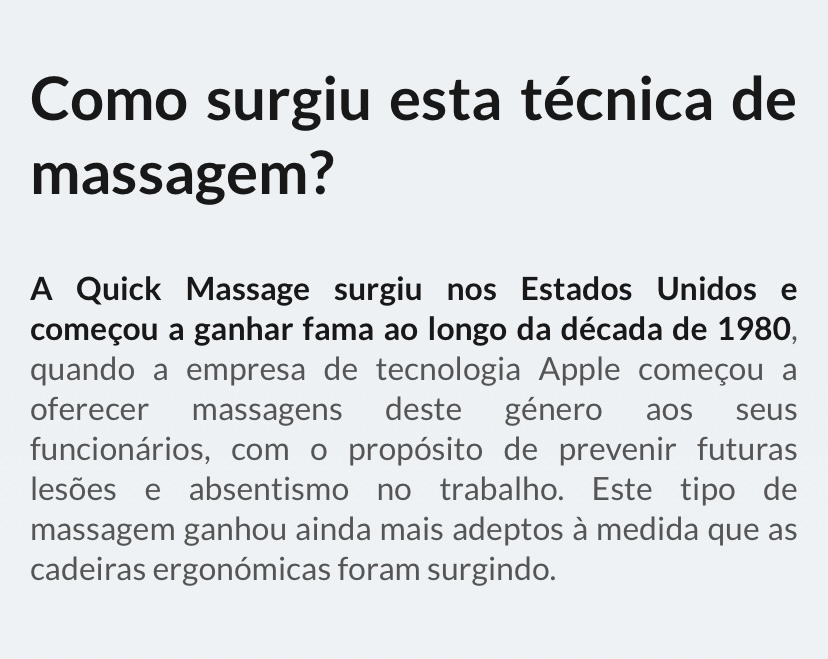 Como surgiu esta técnica de
massagem?
A Quick Massage surgiu nos Estados Unidos e
começou a ganhar fama ao longo da década de 1980,
quando a empresa de tecnologia Apple começou a
oferecer massagens deste género aos seus
funcionários, com o propósito de prevenir futuras
lesões e absentismo no trabalho. Este tipo de
massagem ganhou ainda mais adeptos à medida que as
cadeiras ergonómicas foram surgindo.